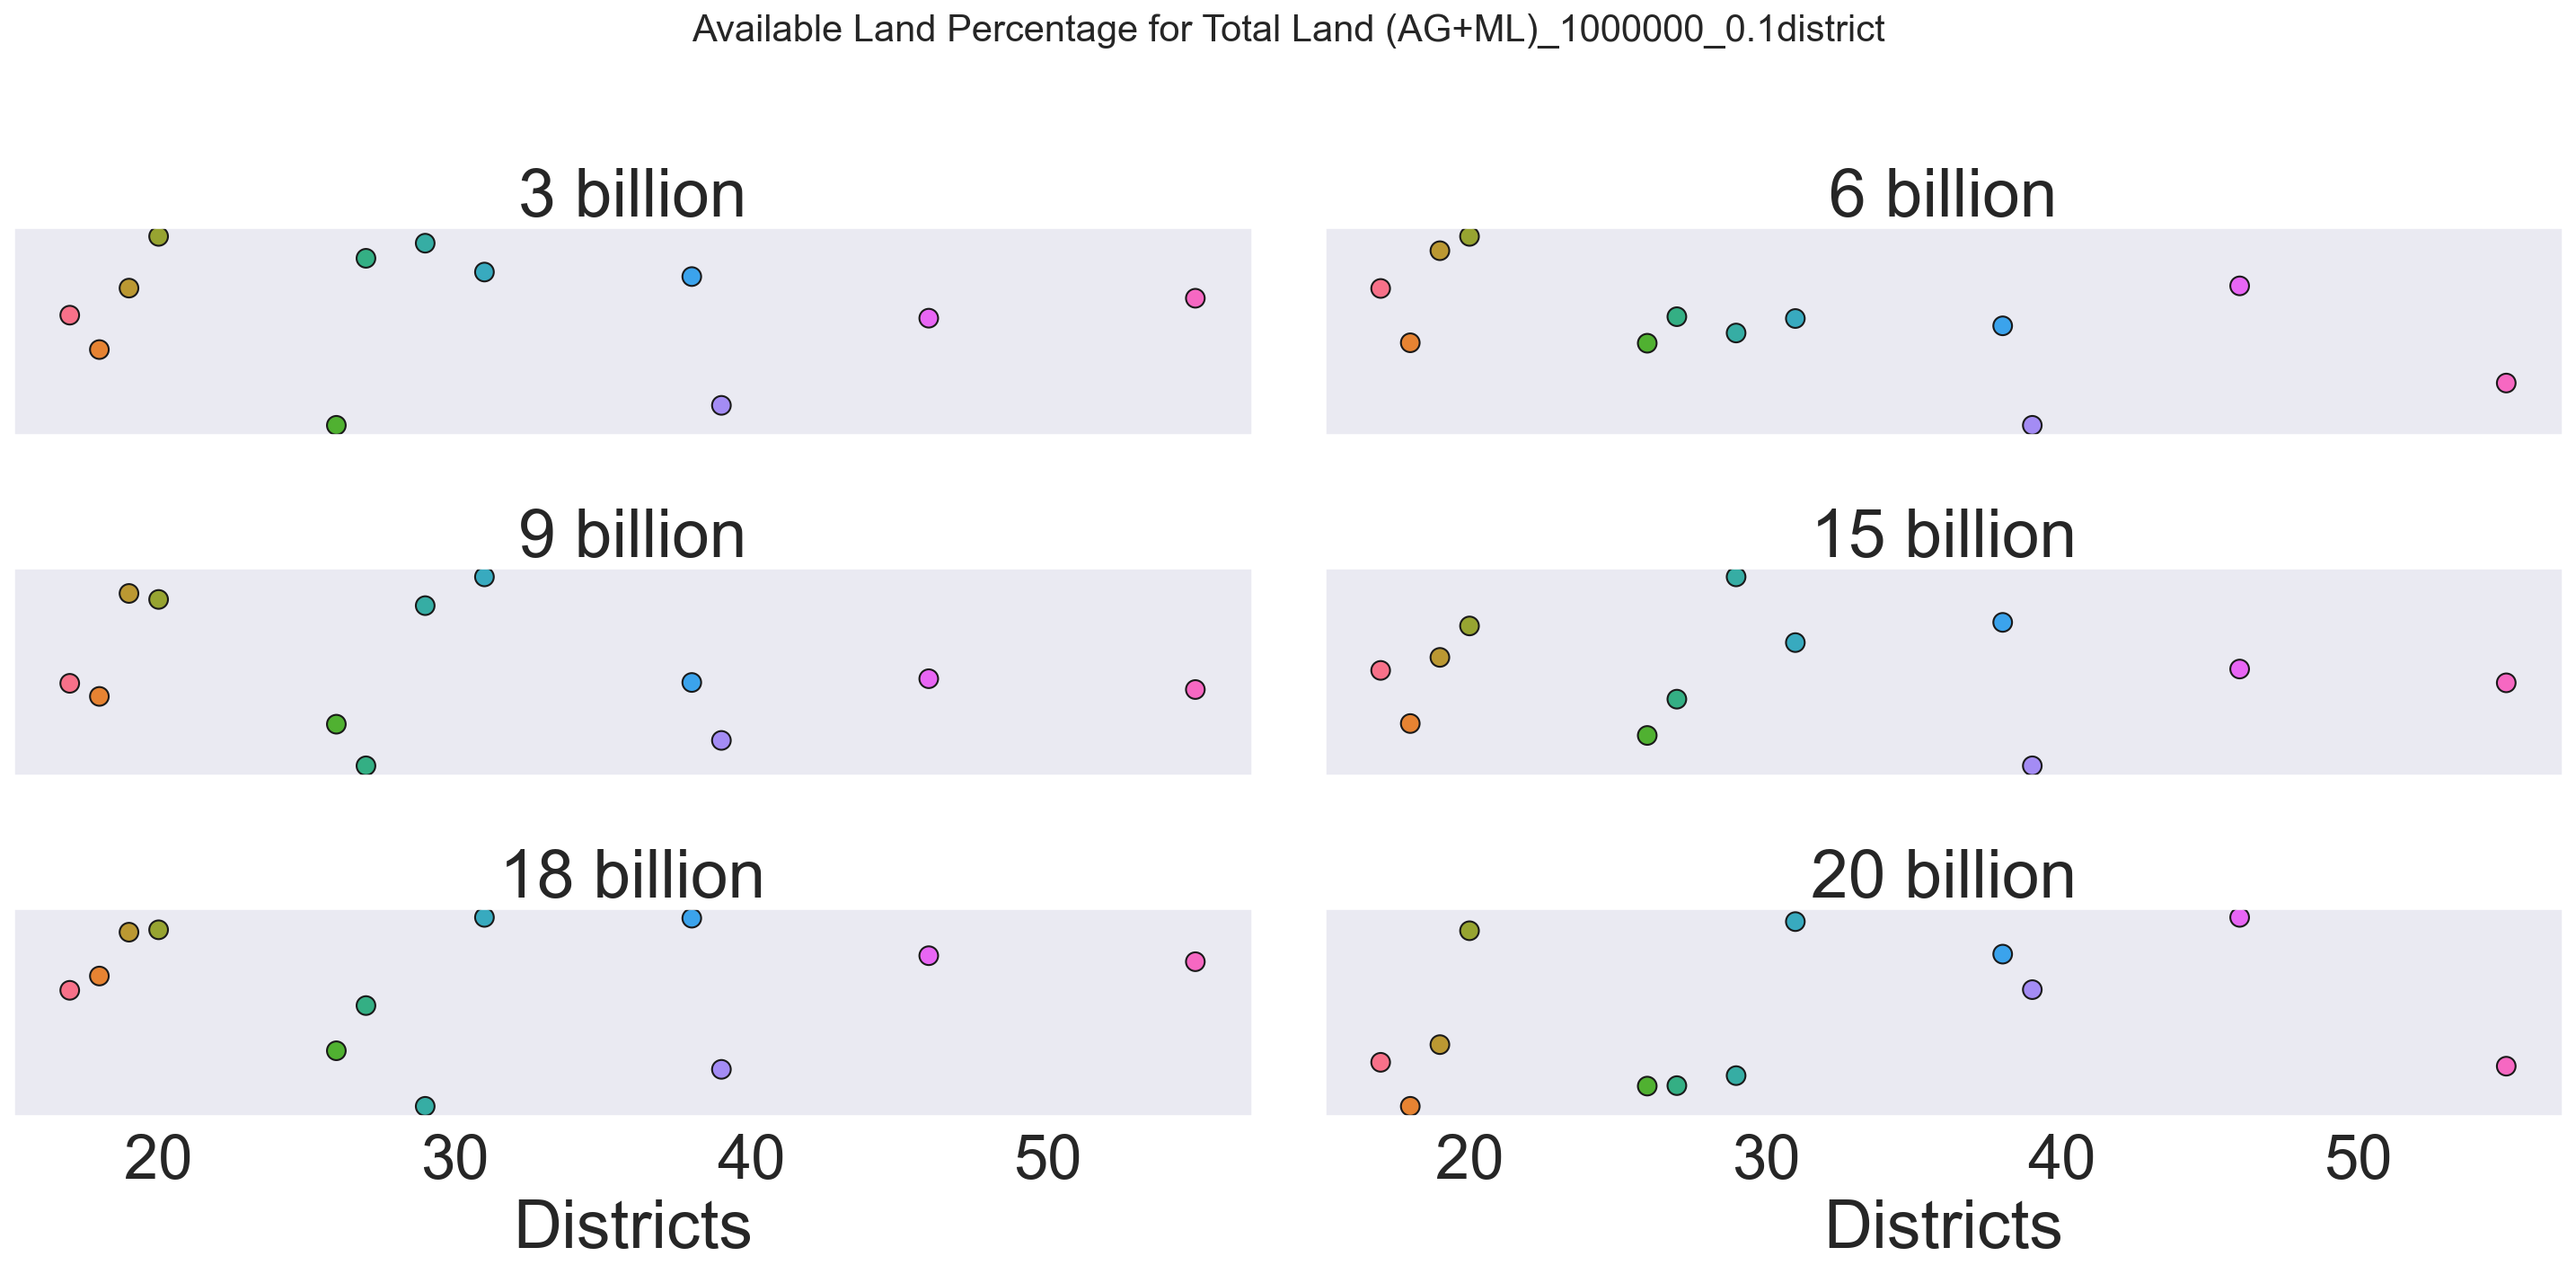 Available Land Percentage for Total Land (AG+ML)_1000000_0.1district
3 billion
6 billion
9 billion
15 billion
18 billion
20 billion
20 30 40 50
Districts
20 30 40 50
Districts